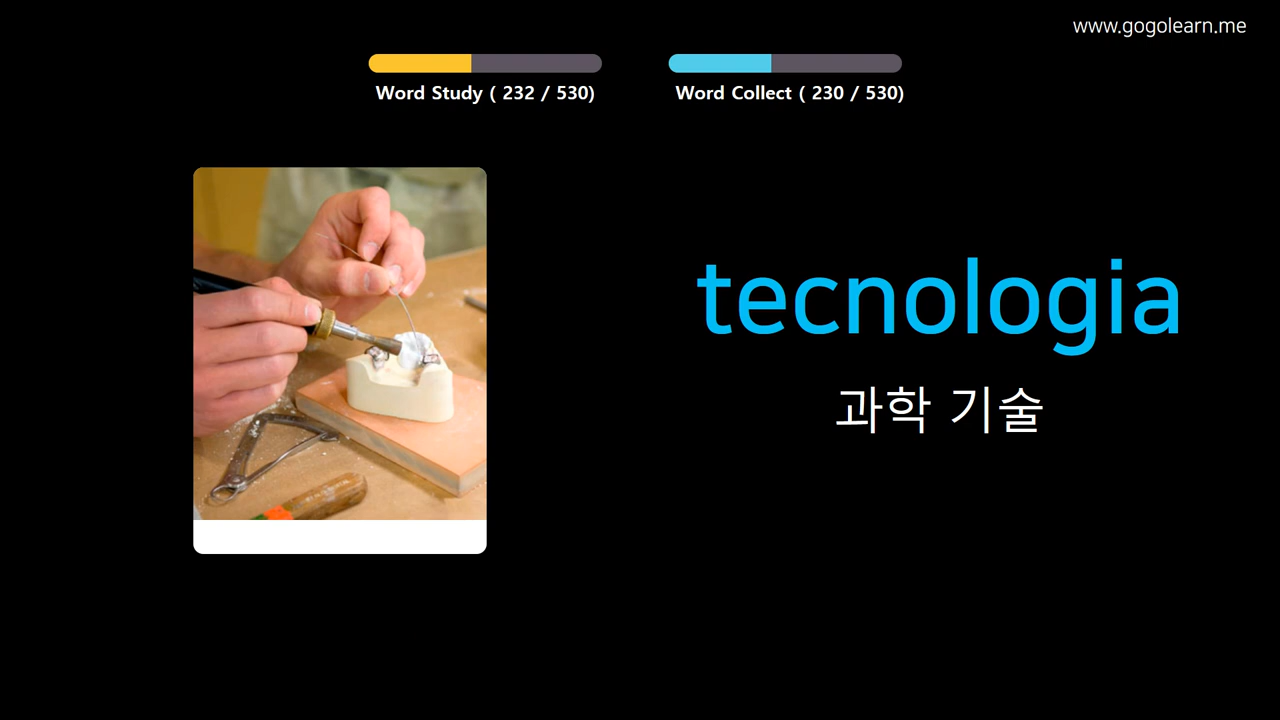 www.gogolearn.me
Word Study ( 232 / 530)
Word Collect ( 230 / 530)
tecnologia
과학 기술